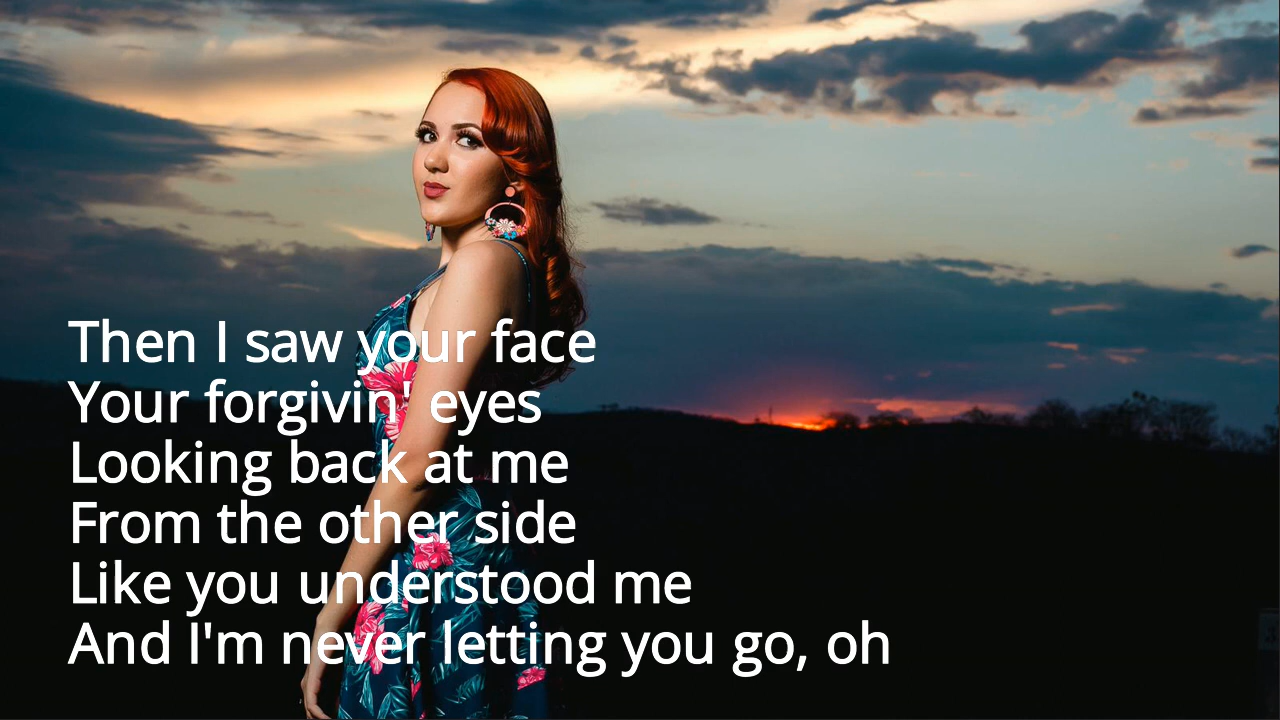 Then I saw your face
Your forgivin' eyes
Looking back at me
From the other side
Like you understood me
And I'm never letting you go, oh